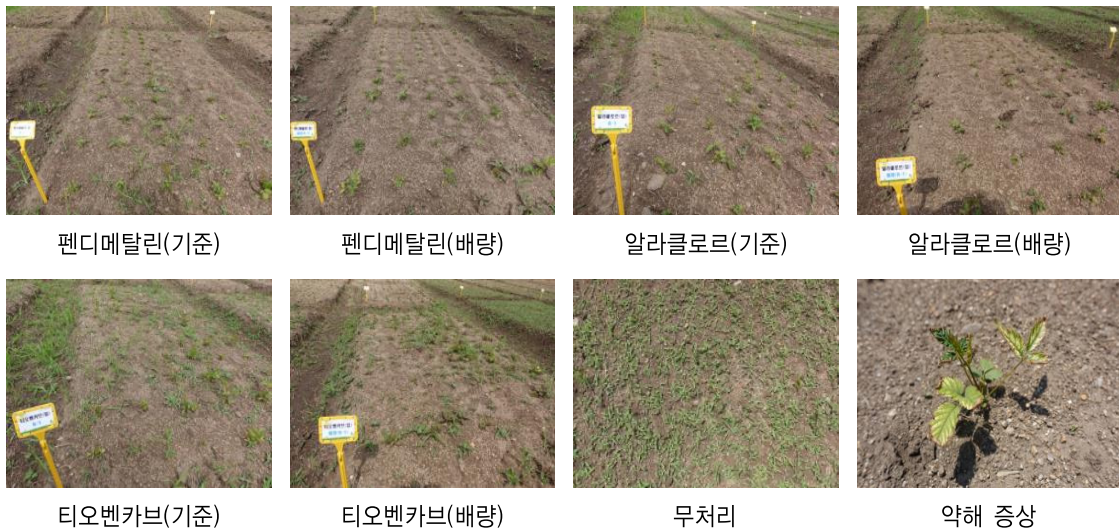 펜디메탈린(기준)
펜디메탈린(배량)
알라클로르(기준)
알라클로르(배량)
티오벤카브(기준)
티오벤카브(배량)
무처리
약해 증상